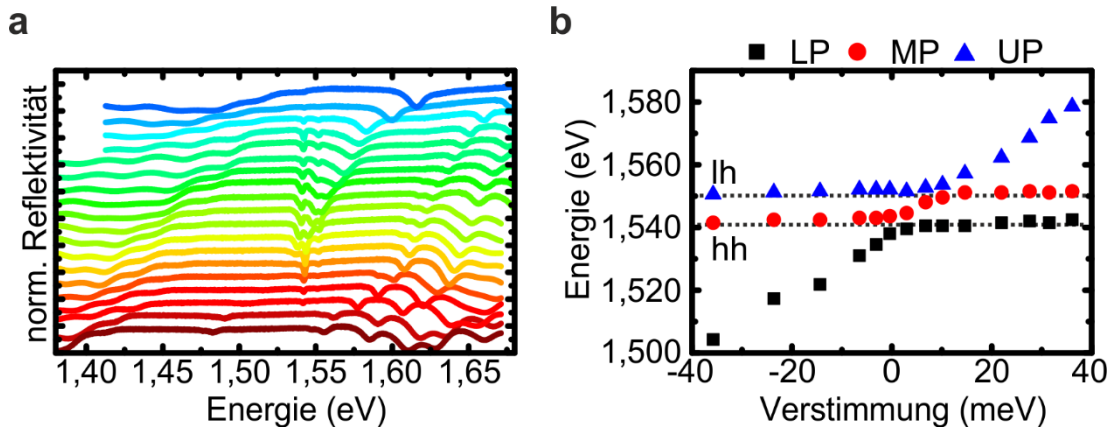 a
norm. Reflektivität
1,40 1,45 1,50 1,55 1,60 1,65
Energie (eV)
b
LP MP UP
Energie (eV)
1,580
1,560
1,540
1,520
1,500
lh
hh
-40 -20 0 20 40
Verstimmung (meV)